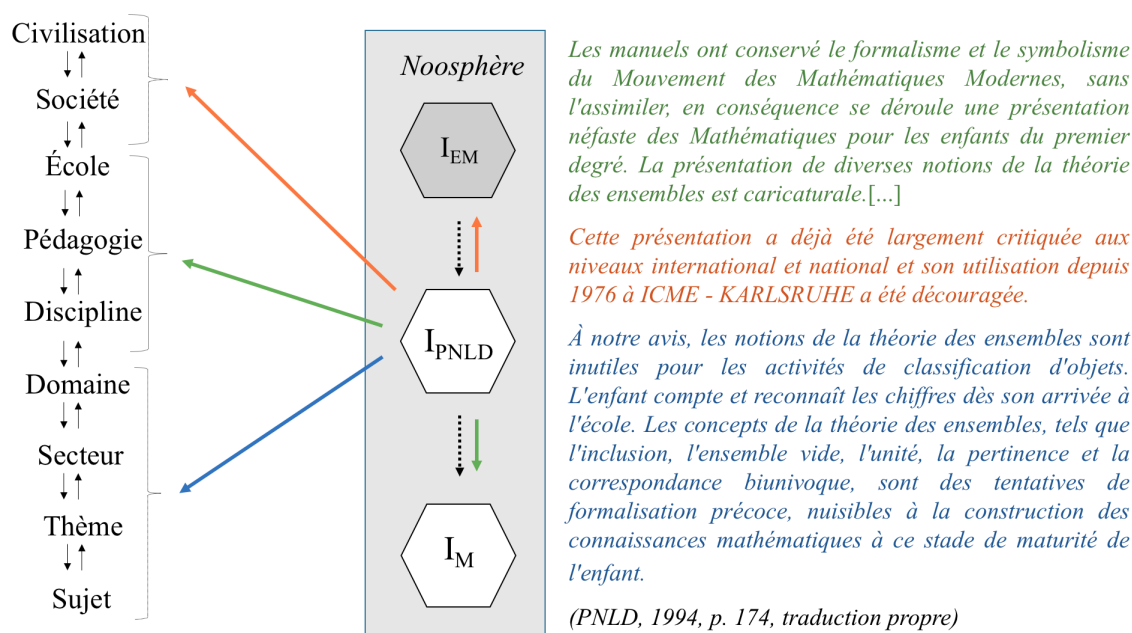 Civilisation
Société
École
Pédagogie
Discipline
Domaine
Secteur
Thème
Sujet
Noosphère
I_EM
I_PNLD
I_M
Les manuels ont conservé le formalisme et le symbolisme
du Mouvement des Mathématiques Modernes, sans
l'assimiler, en conséquence se déroule une présentation
néfaste des Mathématiques pour les enfants du premier
degré. La présentation de diverses notions de la théorie
des ensembles est caricaturale.[...]
Cette présentation a déjà été largement critiquée aux
niveaux international et national et son utilisation depuis
1976 à ICME - KARLSRUHE a été découragée.
À notre avis, les notions de la théorie des ensembles sont
inutiles pour les activités de classification d'objets.
L'enfant compte et reconnaît les chiffres dès son arrivée à
l'école. Les concepts de la théorie des ensembles, tels que
l'inclusion, l'ensemble vide, l'unité, la pertinence et la
correspondance biunivoque, sont des tentatives de
formalisation précoce, nuisibles à la construction des
connaissances mathématiques à ce stade de maturité de
l'enfant.
(PNLD, 1994, p. 174, traduction propre)